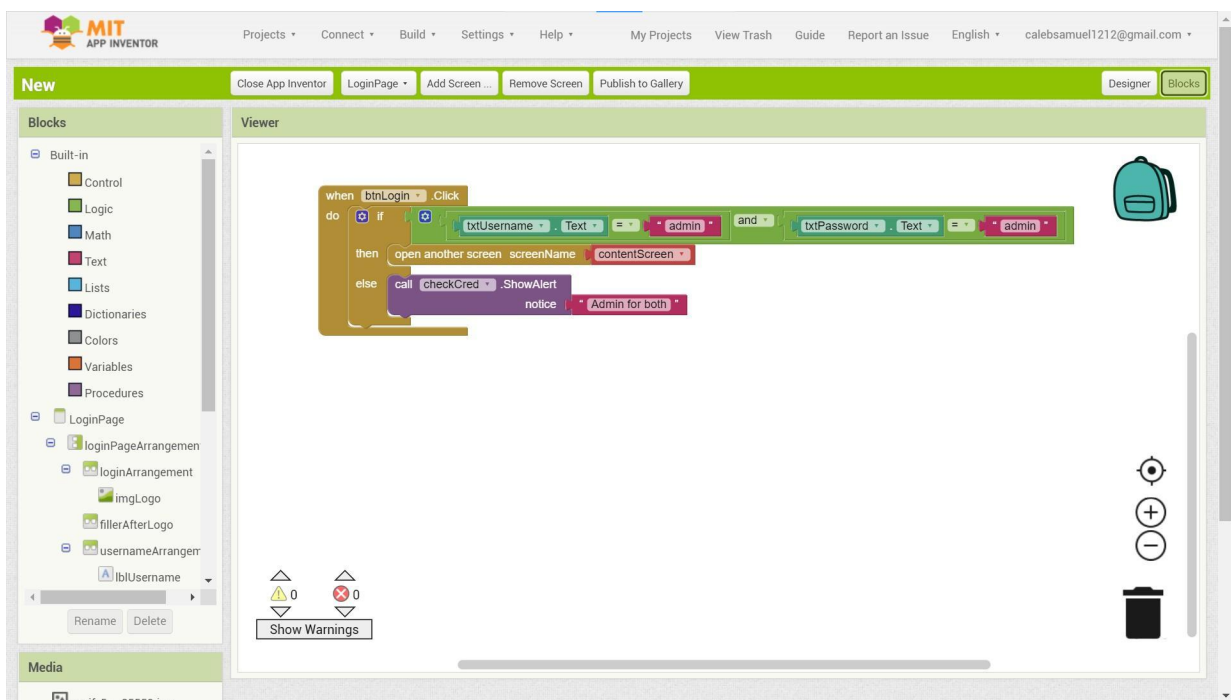 MIT
APP INVENTOR
Projects Connect Build Settings Help My Projects View Trash Guide Report an Issue English calebsamuel1212@gmail.com
New Close App Inventor LoginPage Add Screen ... Remove Screen Publish to Gallery Designer Blocks
Blocks
Built-in
Control
Logic
Math
Text
Lists
Dictionaries
Colors
Variables
Procedures
LoginPage
loginPageArrangemen
loginArrangement
imgLogo
fillerAfterLogo
usernameArrangem
lblUsername
Rename Delete
Media
Viewer
when btnLogin .Click
do if txtUsername . Text = " admin " and txtPassword . Text = " admin "
then open another screen screenName contentScreen
else call checkCred .ShowAlert
notice " Admin for both "
0 0
Show Warnings